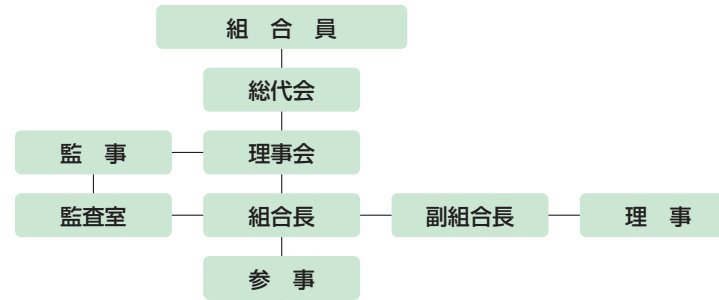 組　合　員
総代会
監　事
理事会
監査室
組合長
副組合長
理　事
参　事